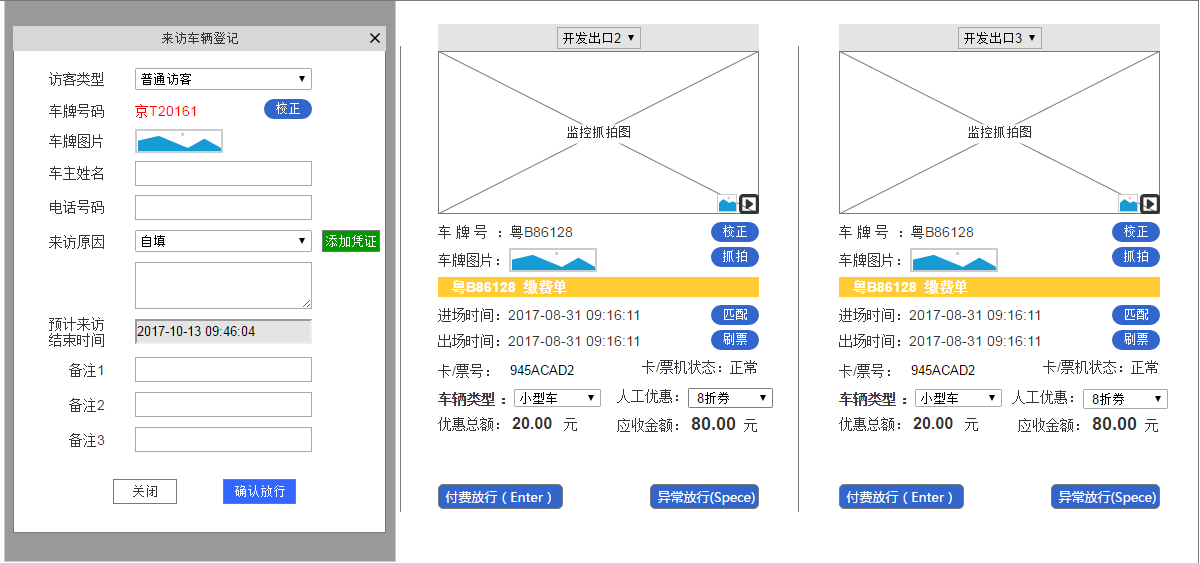 来访车辆登记 ✕
访客类型 普通访客
车牌号码 京T20161 校正
车牌图片
车主姓名
电话号码
来访原因 自填 添加凭证
预计来访
结束时间 2017-10-13 09:46:04
备注1
备注2
备注3
关闭 确认放行
开发出口2
监控抓拍图
车 牌 号 ：粤B86128 校正
车牌图片： 抓拍
粤B86128 缴费单
进场时间：2017-08-31 09:16:11 匹配
出场时间：2017-08-31 09:16:11 刷票
卡/票号： 945ACAD2 卡/票机状态：正常
车辆类型： 小型车 人工优惠： 8折券
优惠总额： 20.00 元 应收金额： 80.00 元
付费放行（Enter） 异常放行(Spece)
开发出口3
监控抓拍图
车 牌 号 ：粤B86128 校正
车牌图片： 抓拍
粤B86128 缴费单
进场时间：2017-08-31 09:16:11 匹配
出场时间：2017-08-31 09:16:11 刷票
卡/票号： 945ACAD2 卡/票机状态：正常
车辆类型： 小型车 人工优惠： 8折券
优惠总额： 20.00 元 应收金额： 80.00 元
付费放行（Enter） 异常放行(Spece)